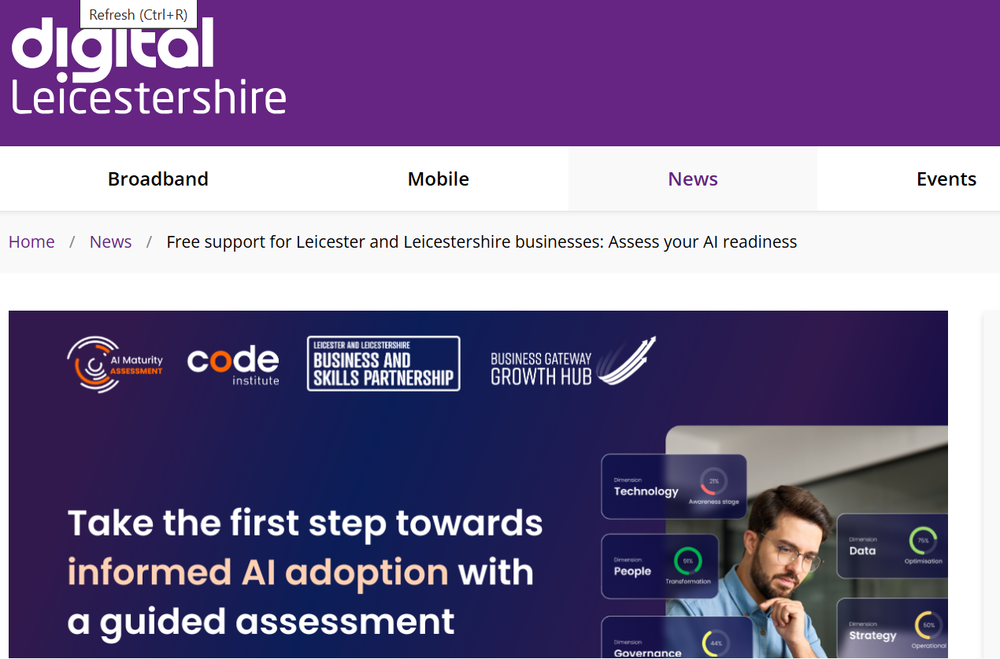 Refresh (Ctrl+R)
digital
Leicestershire
Broadband Mobile News Events
Home / News / Free support for Leicester and Leicestershire businesses: Assess your AI readiness
AI Maturity
ASSESSMENT
code
institute
LEICESTER AND LEICESTERSHIRE
BUSINESS AND
SKILLS PARTNERSHIP
BUSINESS GATEWAY
GROWTH HUB
Take the first step towards
informed AI adoption with
a guided assessment
Dimension
Technology
21%
Awareness stage
Dimension
People
91%
Transformation
Dimension
Governance
44%
Dimension
Data
75%
Optimisation
Dimension
Strategy
50%
Operational